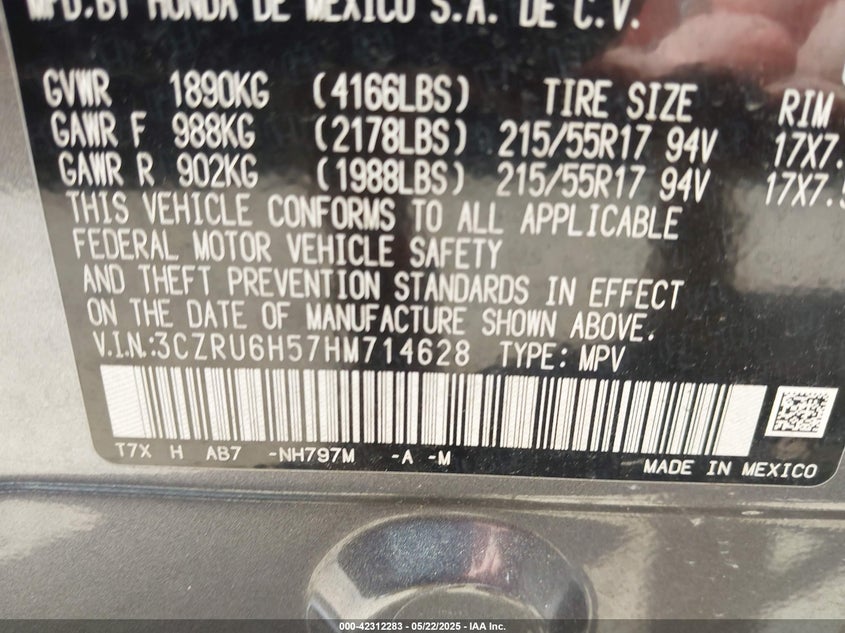 MFD.BY HONDA DE MEXICO S.A. DE C.V.
GVWR 1890KG (4166LBS) TIRE SIZE RIM
GAWR F 988KG (2178LBS) 215/55R17 94V 17X7.
GAWR R 902KG (1988LBS) 215/55R17 94V 17X7.5
THIS VEHICLE CONFORMS TO ALL APPLICABLE
FEDERAL MOTOR VEHICLE SAFETY
AND THEFT PREVENTION STANDARDS IN EFFECT
ON THE DATE OF MANUFACTURE SHOWN ABOVE.
V.I.N.:3CZRU6H57HM714628 TYPE: MPV
T7X H AB7 -NH797M -A -M
MADE IN MEXICO
000-42312283 - 05/22/2025 - IAA Inc.